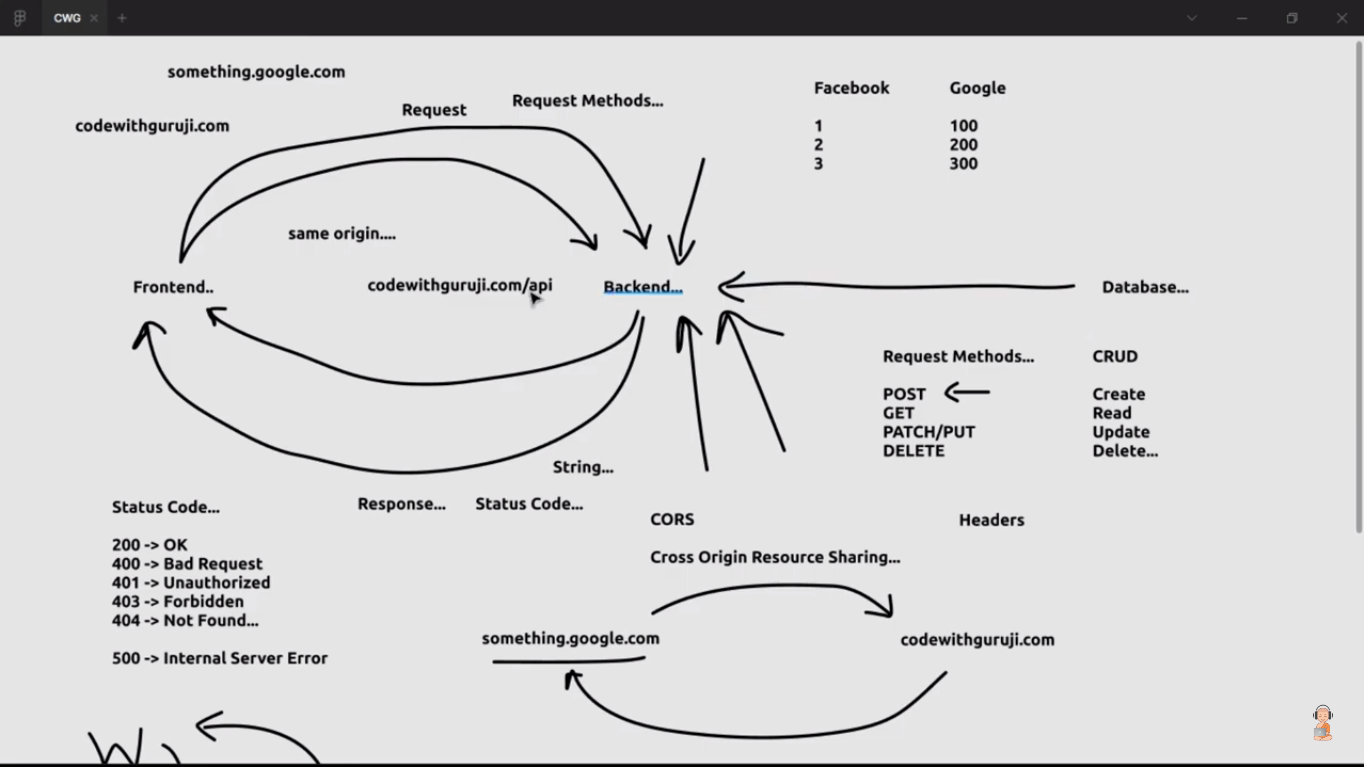 CWG
something.google.com
codewithguruji.com
Request
Request Methods...
Facebook
Google
1
100
2
200
3
300
same origin....
Frontend..
codewithguruji.com/api
Backend...
Database...
Request Methods...
CRUD
POST
Create
GET
Read
PATCH/PUT
Update
DELETE
Delete...
String...
Status Code...
Response...
Status Code...
200 -> OK
400 -> Bad Request
401 -> Unauthorized
403 -> Forbidden
404 -> Not Found...
500 -> Internal Server Error
CORS
Headers
Cross Origin Resource Sharing...
something.google.com
codewithguruji.com